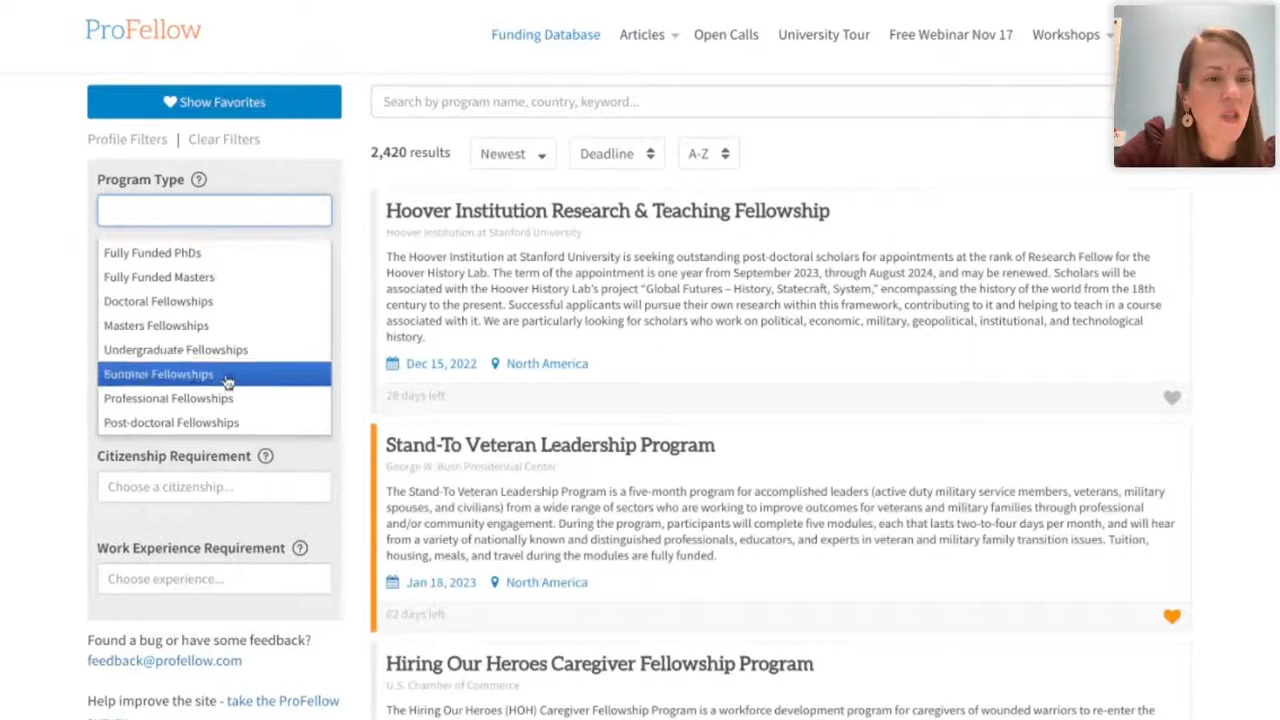 ProFellow
Funding Database Articles Open Calls University Tour Free Webinar Nov 17 Workshops
Show Favorites
Search by program name, country, keyword...
Profile Filters | Clear Filters
2,420 results Newest Deadline A-Z
Program Type ?
Fully Funded PhDs
Fully Funded Masters
Doctoral Fellowships
Masters Fellowships
Undergraduate Fellowships
Summer Fellowships
Professional Fellowships
Post-doctoral Fellowships
Citizenship Requirement ?
Choose a citizenship...
Work Experience Requirement ?
Choose experience...
Found a bug or have some feedback?
feedback@profellow.com
Help improve the site - take the ProFellow
survey
Hoover Institution Research & Teaching Fellowship
Hoover Institution at Stanford University
The Hoover Institution at Stanford University is seeking outstanding post-doctoral scholars for appointments at the rank of Research Fellow for the
Hoover History Lab. The term of the appointment is one year from September 2023, through August 2024, and may be renewed. Scholars will be
associated with the Hoover History Lab's project "Global Futures – History, Statecraft, System," encompassing the history of the world from the 18th
century to the present. Successful applicants will pursue their own research within this framework, contributing to it and helping to teach in a course
associated with it. We are particularly looking for scholars who work on political, economic, military, geopolitical, institutional, and technological
history.
Dec 15, 2022 North America
28 days left
Stand-To Veteran Leadership Program
George W. Bush Presidential Center
The Stand-To Veteran Leadership Program is a five-month program for accomplished leaders (active duty military service members, veterans, military
spouses, and civilians) from a wide range of sectors who are working to improve outcomes for veterans and military families through professional
and/or community engagement. During the program, participants will complete five modules, each that lasts two-to-four days per month, and will hear
from a variety of nationally known and distinguished professionals, educators, and experts in veteran and military family transition issues. Tuition,
housing, meals, and travel during the modules are fully funded.
Jan 18, 2023 North America
62 days left
Hiring Our Heroes Caregiver Fellowship Program
U.S. Chamber of Commerce
The Hiring Our Heroes (HOH) Caregiver Fellowship Program is a workforce development program for caregivers of wounded warriors to re-enter the